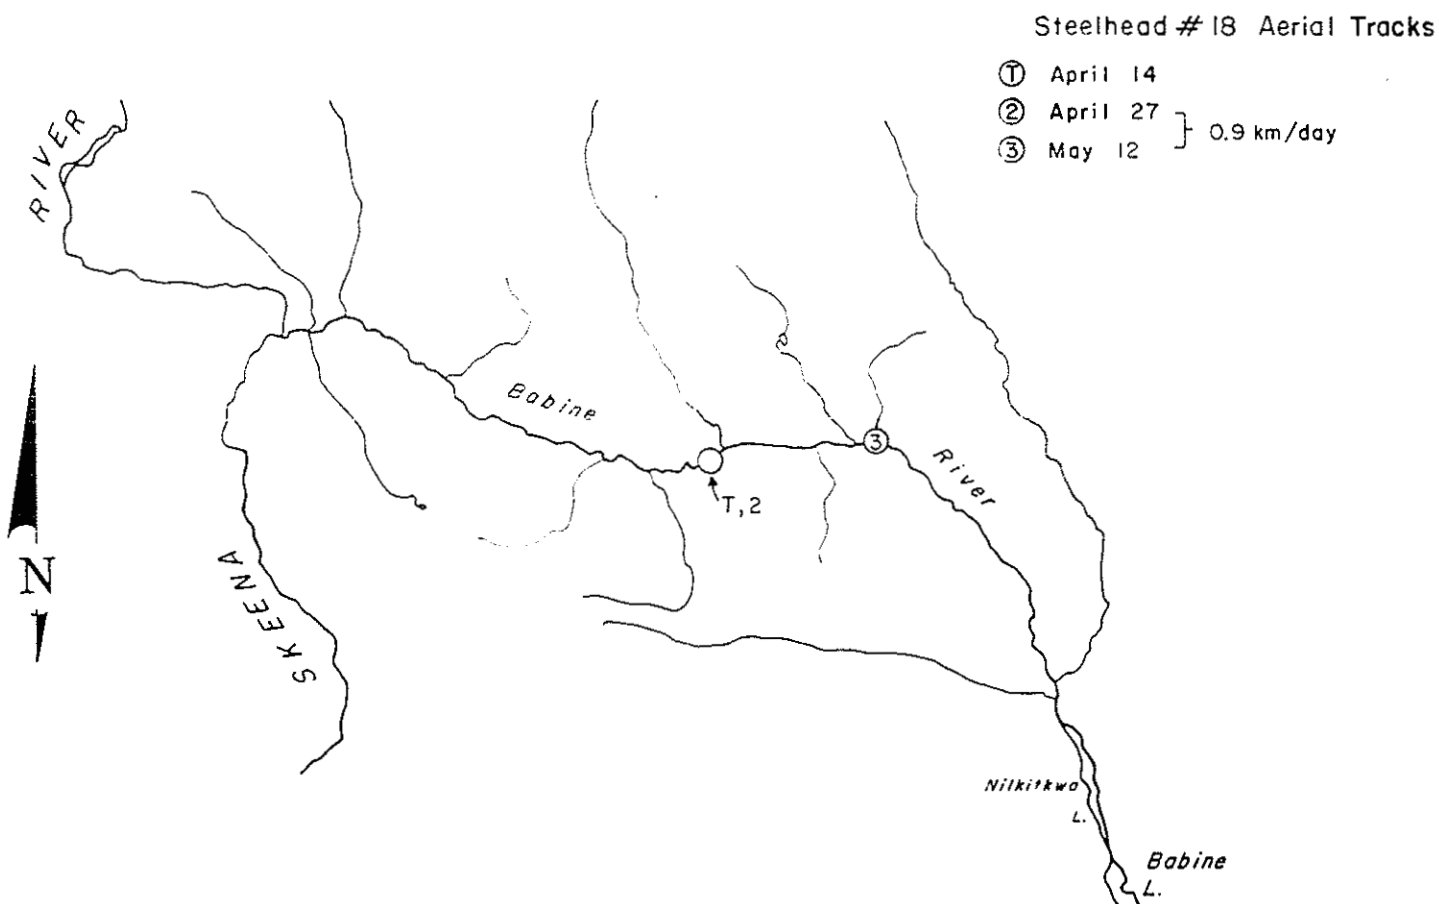 Steelhead # 18 Aerial Tracks
T April 14
2 April 27
3 May 12
0.9 km/day
RIVER
Babine
3
River
T, 2
N
SKEENA
Nilkitkwa
L.
Babine
L.